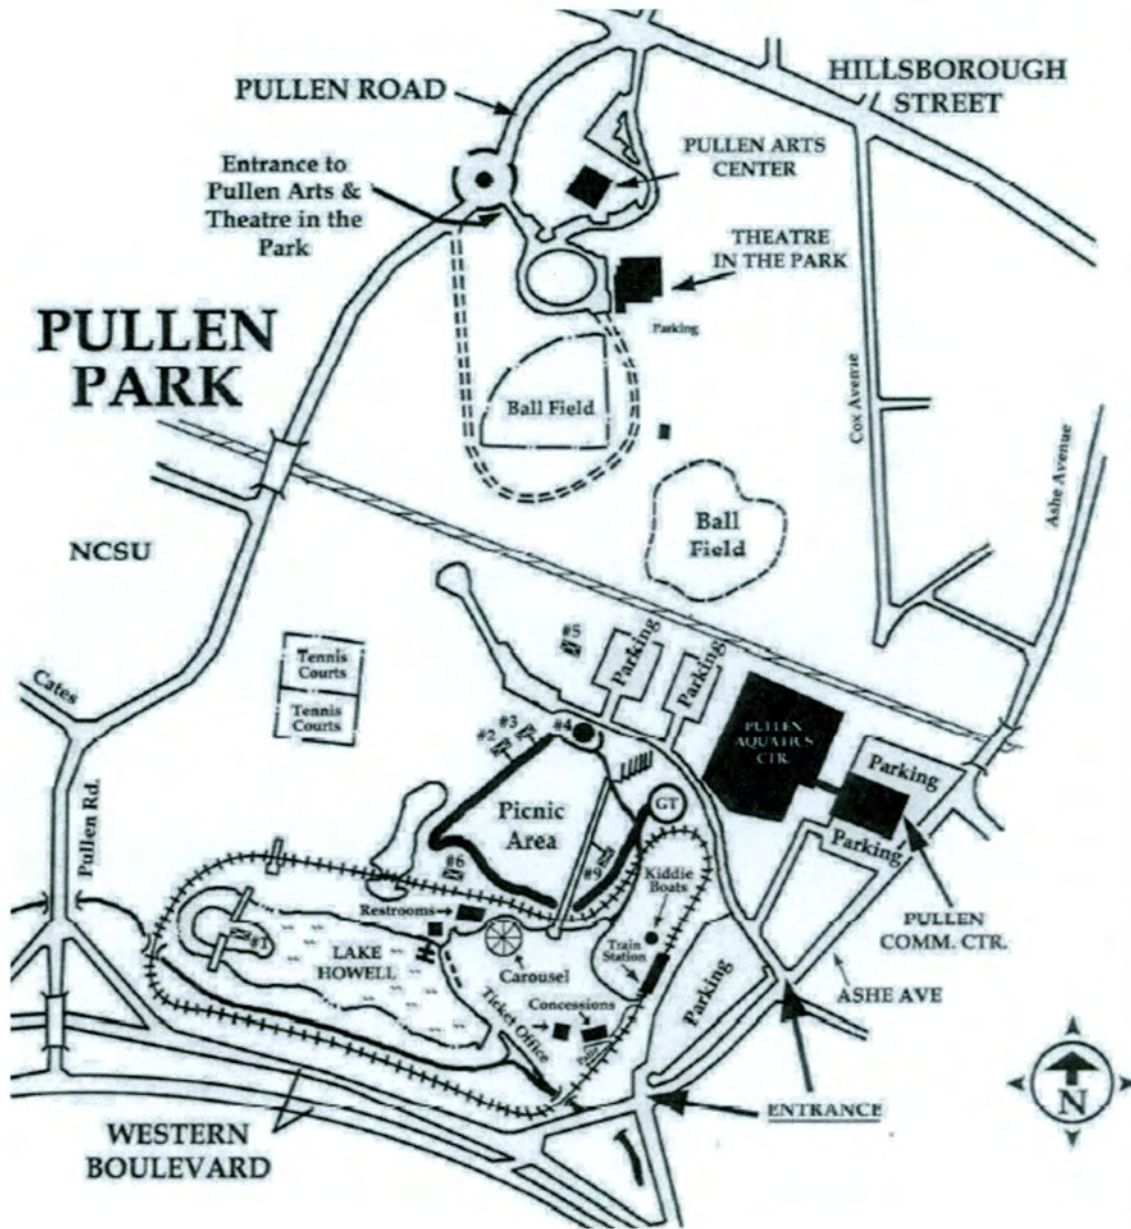 HILLSBOROUGH
STREET
PULLEN ROAD
PULLEN ARTS
CENTER
Entrance to
Pullen Arts &
Theatre in the
Park
THEATRE
IN THE PARK
Parking
PULLEN
PARK
Ball Field
Cox Avenue
Ashe Avenue
Ball
Field
NCSU
#5
Parking
Parking
Tennis
Courts
Tennis
Courts
Cates
#3
#2
#4
PULLEN
AQUATICS
CTR.
Parking
Pullen Rd.
Picnic
Area
GT
Parking
#6
#9
Kiddie
Boats
Restrooms
PULLEN
COMM. CTR.
#1
LAKE
HOWELL
Train
Station
Carousel
Parking
ASHE AVE
Concessions
Ticket Office
N
ENTRANCE
WESTERN
BOULEVARD